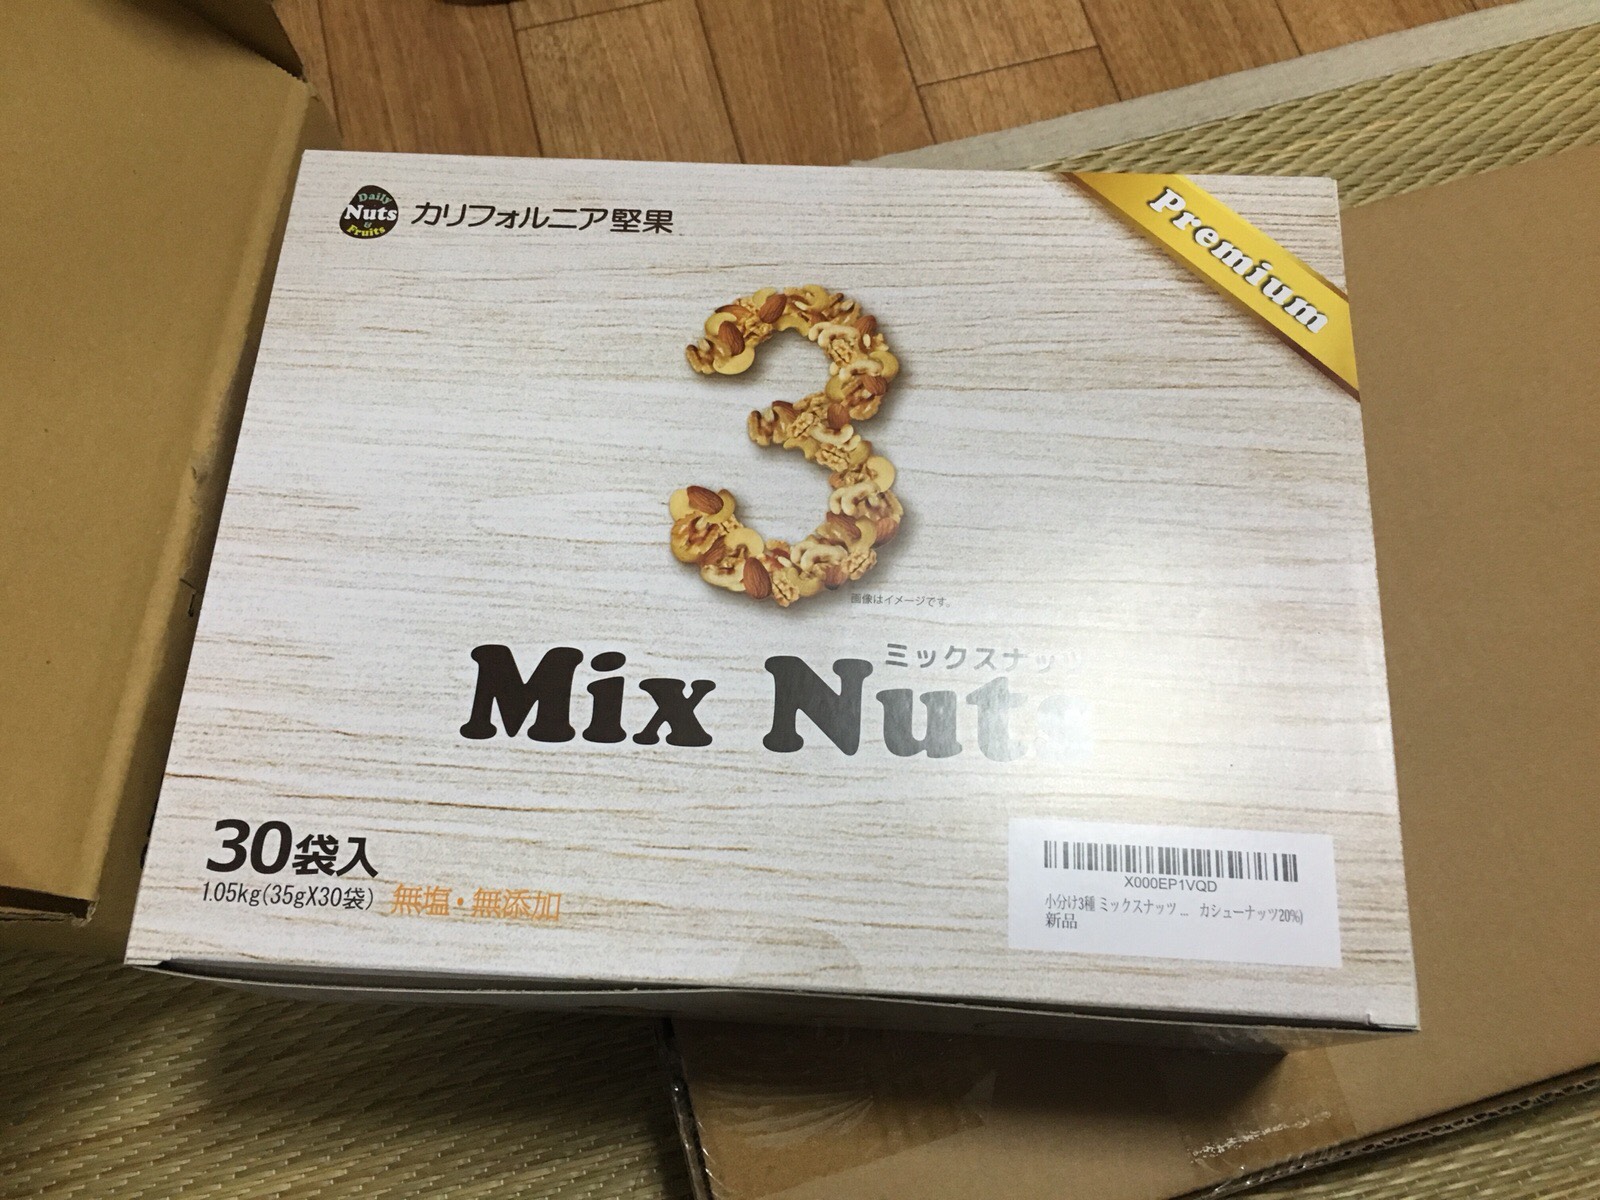 Daily
Nuts
&
Fruits
カリフォルニア堅果
Premium
画像はイメージです。
ミックスナッツ
Mix Nuts
30袋入
1.05kg(35gX30袋) 無塩・無添加
X000EP1VQD
小分け3種 ミックスナッツ ... カシューナッツ20%)
新品